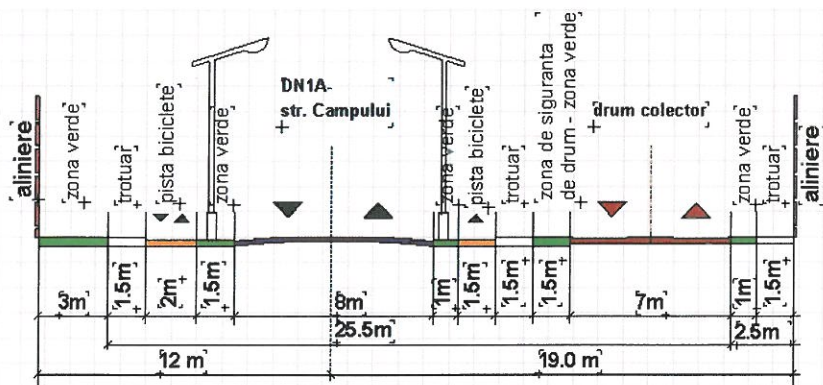 aliniere
zona verde
trotuar
pista biciclete
zona verde
DN1A-
str. Campului
zona verde
pista biciclete
trotuar
zona de siguranta
de drum - zona verde
drum colector
zona verde
trotuar
aliniere
3m
1.5m
2m
1.5m
8m
1m
1.5m
1.5m
1.5m
7m
1m
1.5m
25.5m
2.5m
12 m
19.0 m